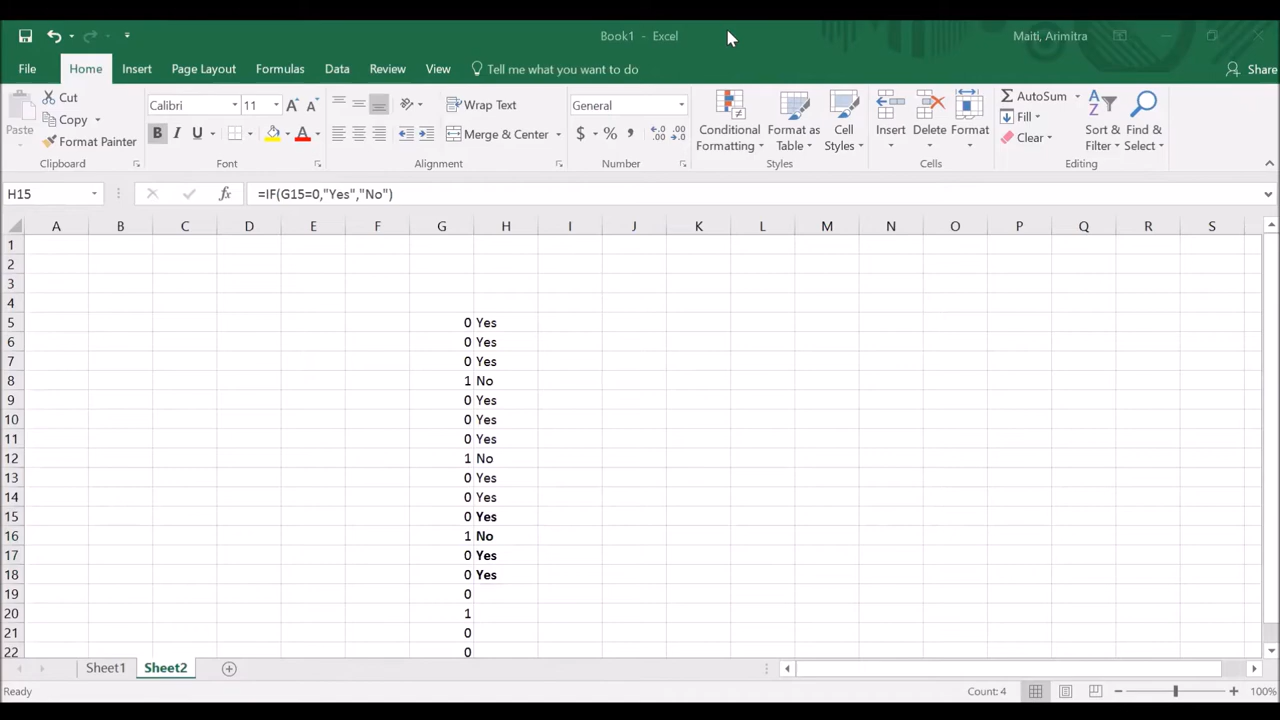 Book1 - Excel
Maiti, Arimitra
File Home Insert Page Layout Formulas Data Review View Tell me what you want to do Share
Paste
Cut
Copy
Format Painter
Clipboard
Calibri 11
B I U
Font
Wrap Text
Merge & Center
Alignment
General
$ % ,
Number
Conditional Formatting
Format as Table
Cell Styles
Styles
Insert Delete Format
Cells
AutoSum
Fill
Clear
Sort & Filter
Find & Select
Editing
H15 fx =IF(G15=0,"Yes","No")
A B C D E F G H I J K L M N O P Q R S
1
2
3
4
5 0 Yes
6 0 Yes
7 0 Yes
8 1 No
9 0 Yes
10 0 Yes
11 0 Yes
12 1 No
13 0 Yes
14 0 Yes
15 0 Yes
16 1 No
17 0 Yes
18 0 Yes
19 0
20 1
21 0
22 0
Sheet1 Sheet2
Ready Count: 4 100%